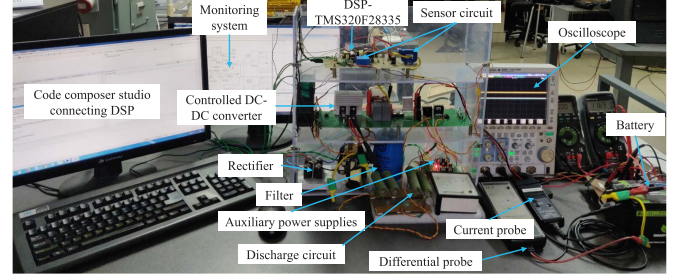 Monitoring
system
DSP-
TMS320F28335
Sensor circuit
Oscilloscope
Code composer studio
connecting DSP
Controlled DC-
DC converter
Battery
Rectifier
Filter
Auxiliary power supplies
Discharge circuit
Current probe
Differential probe